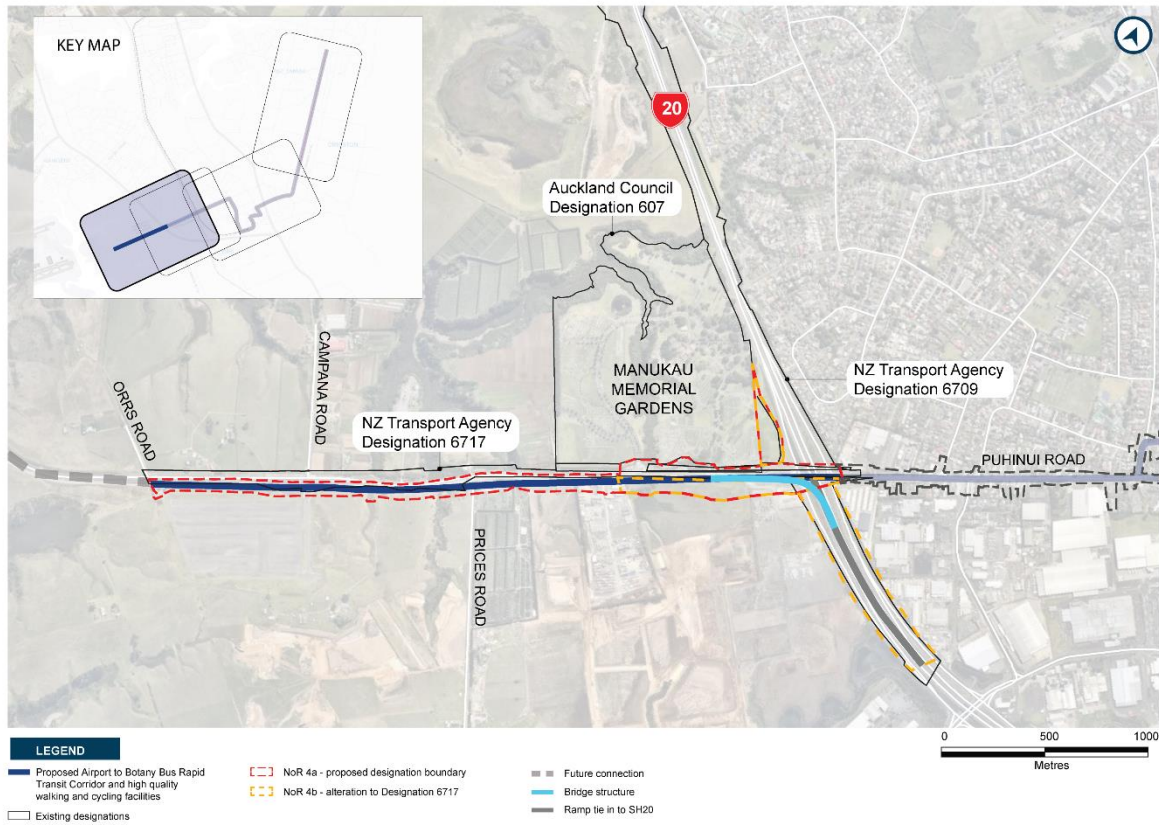 KEY MAP
20
Auckland Council
Designation 607
CAMPANA ROAD
ORRS ROAD
MANUKAU
MEMORIAL
GARDENS
NZ Transport Agency
Designation 6709
NZ Transport Agency
Designation 6717
PUHINUI ROAD
PRICES ROAD
LEGEND
Proposed Airport to Botany Bus Rapid
Transit Corridor and high quality
walking and cycling facilities
Existing designations
NoR 4a - proposed designation boundary
NoR 4b - alteration to Designation 6717
Future connection
Bridge structure
Ramp tie in to SH20
0 500 1000
Metres